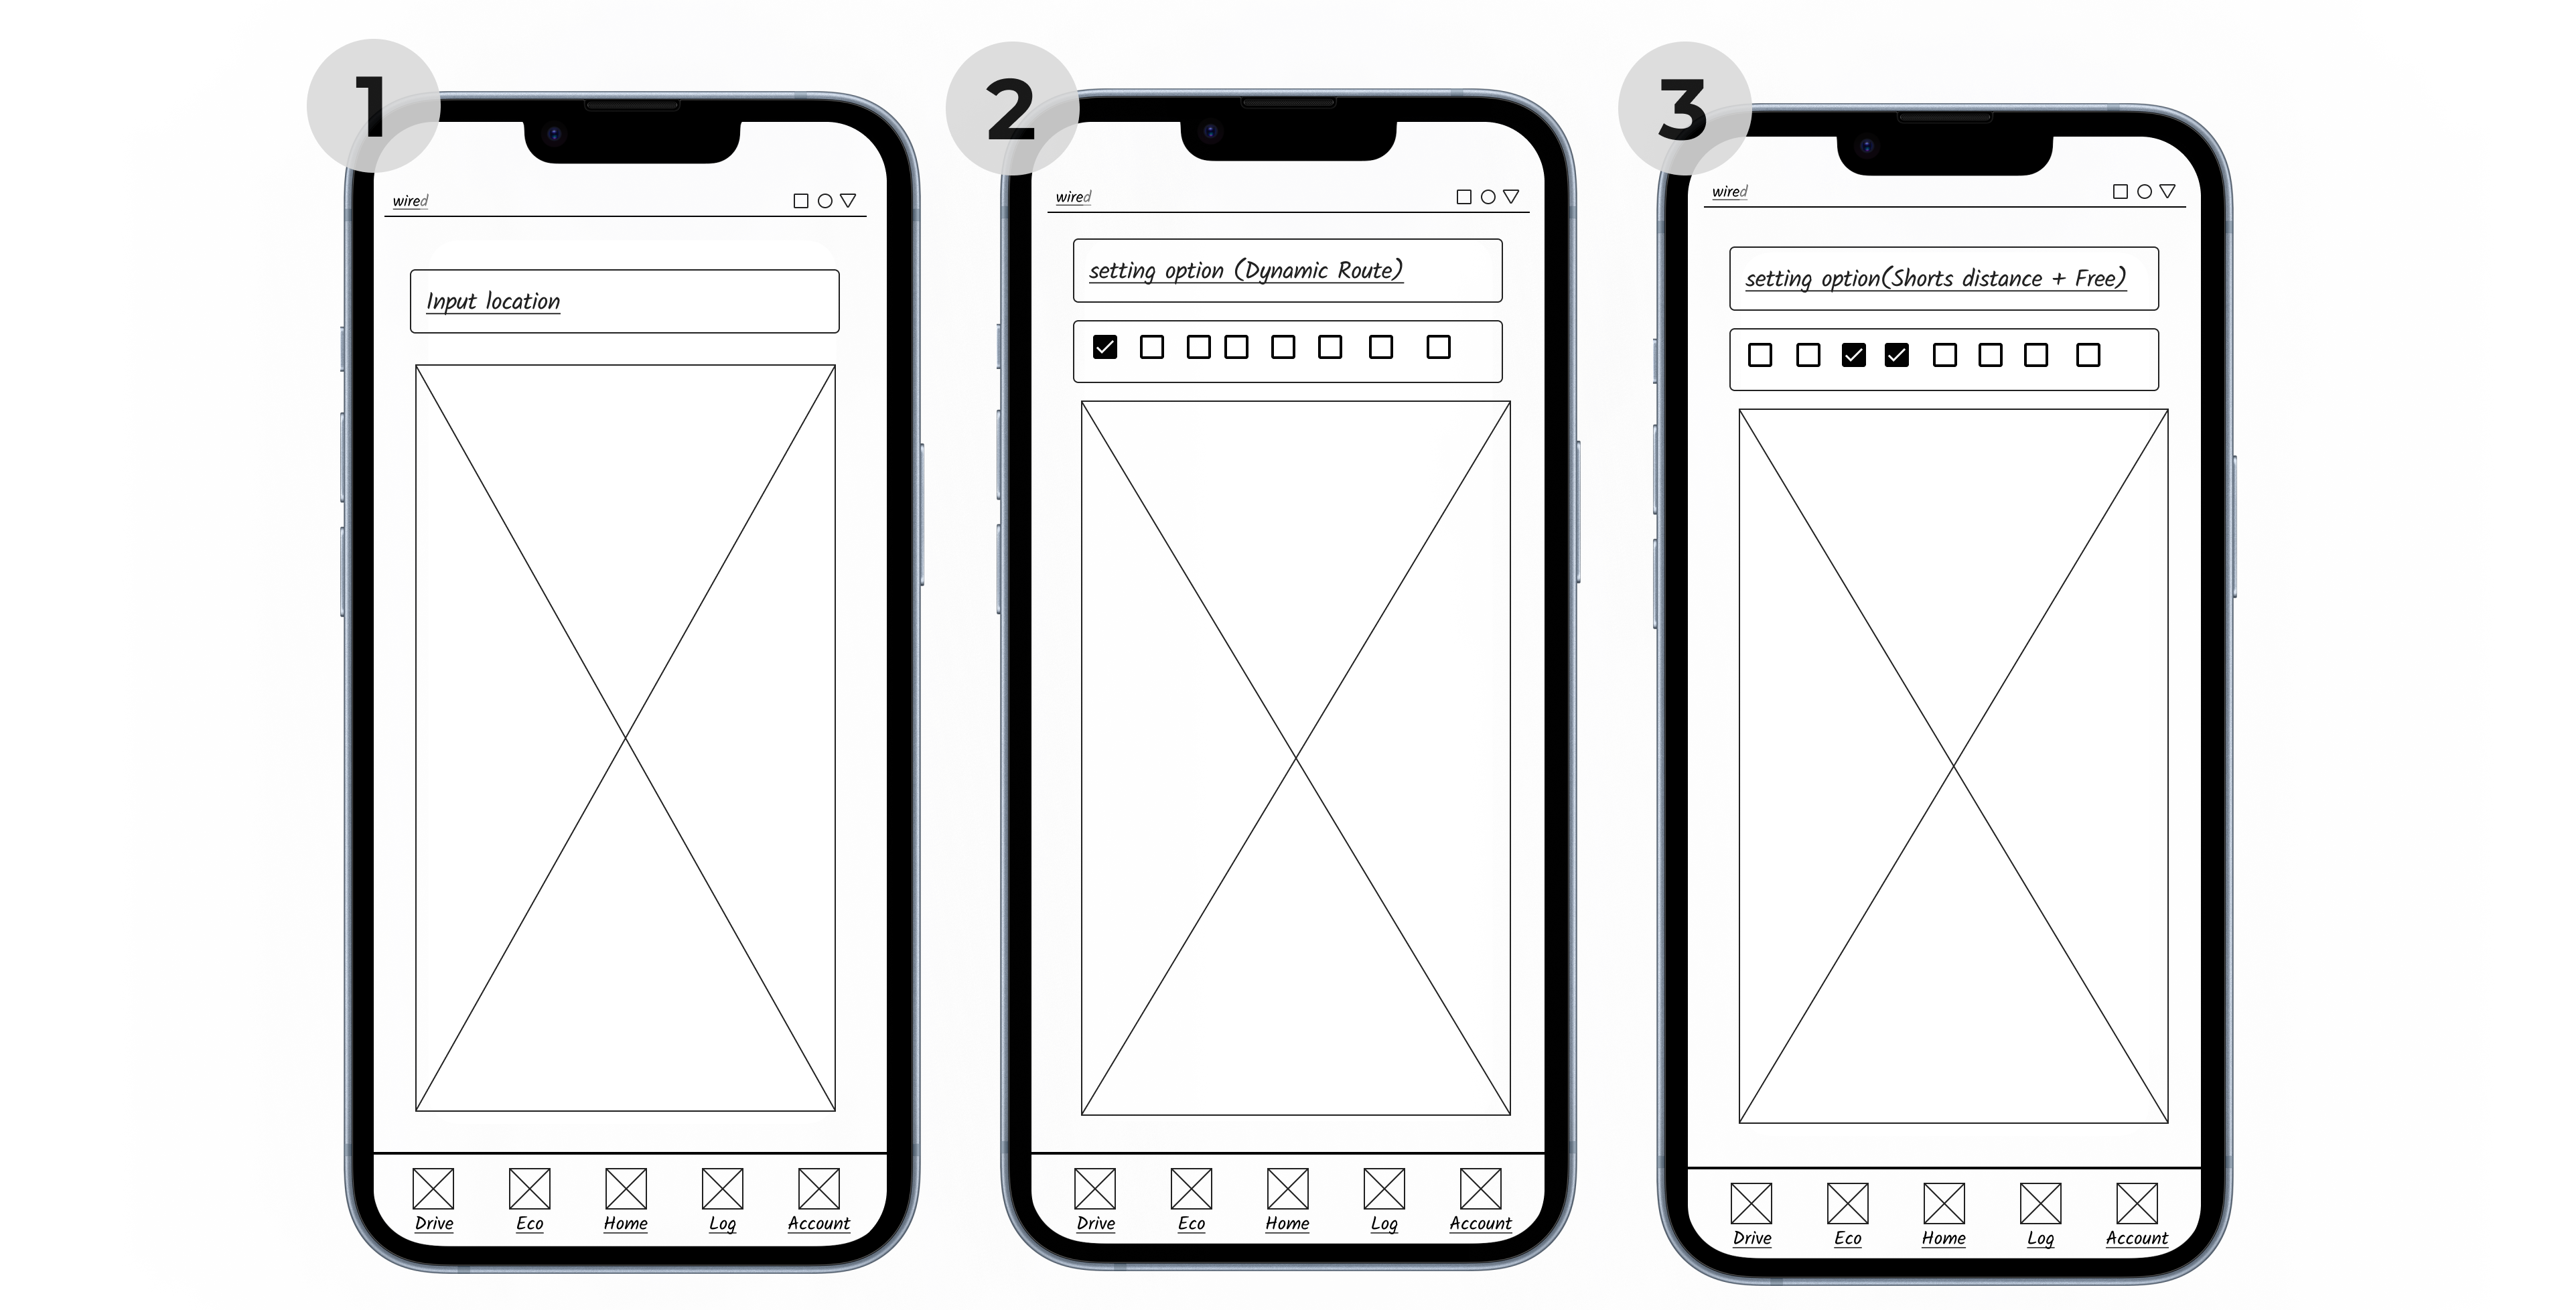 1
wired
Input location
Drive Eco Home Log Account
2
wired
setting option (Dynamic Route)
Drive Eco Home Log Account
3
wired
setting option(Shorts distance + Free)
Drive Eco Home Log Account